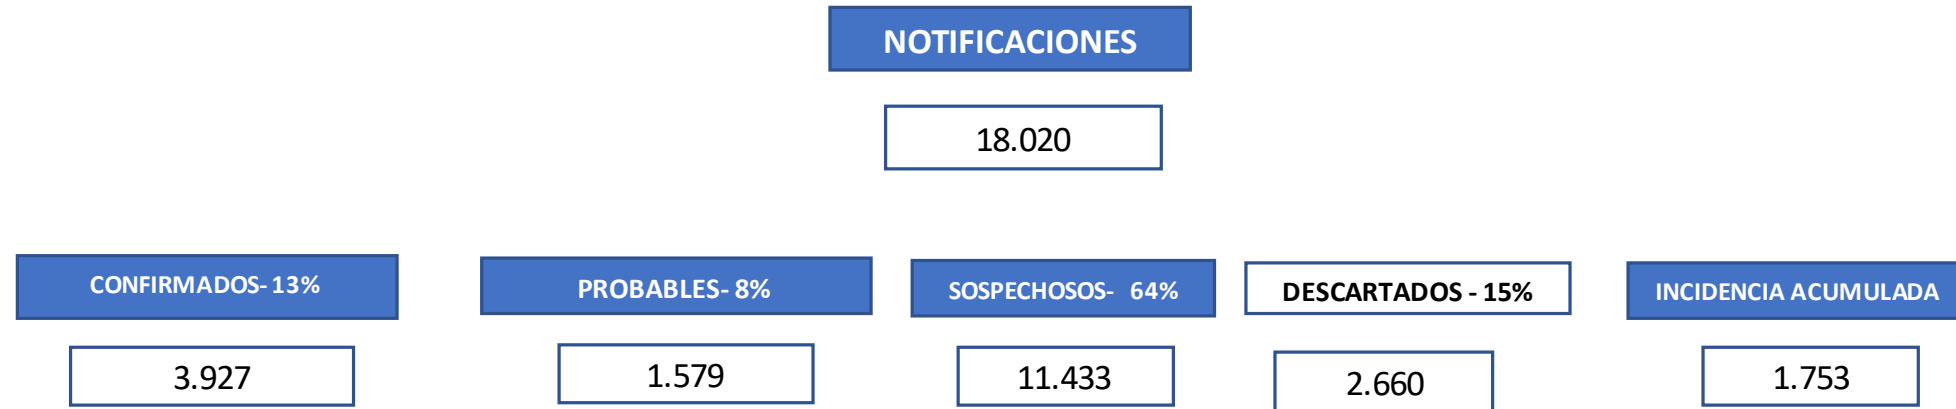 NOTIFICACIONES
18.020
CONFIRMADOS- 13%
PROBABLES- 8%
SOSPECHOSOS- 64%
DESCARTADOS - 15%
INCIDENCIA ACUMULADA
3.927
1.579
11.433
2.660
1.753